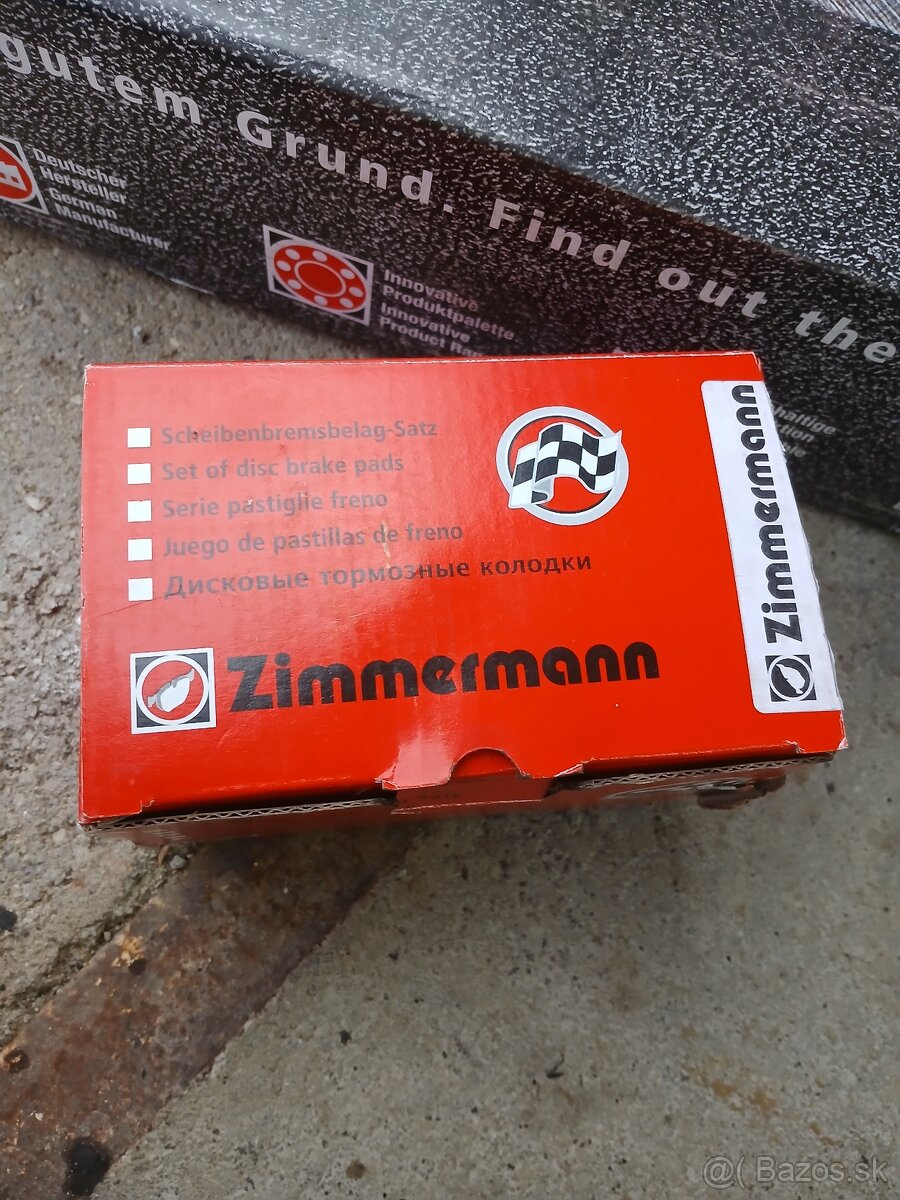 gutem Grund. Find out the
Deutscher
Hersteller
German
Manufacturer
Innovative
Produktpalette
Innovative
Product
Scheibenbremsbelag-Satz
Set of disc brake pads
Serie pastiglie freno
Juego de pastillas de freno
Дисковые тормозные колодки
Zimmermann
Zimmermann
@( Bazos.sk